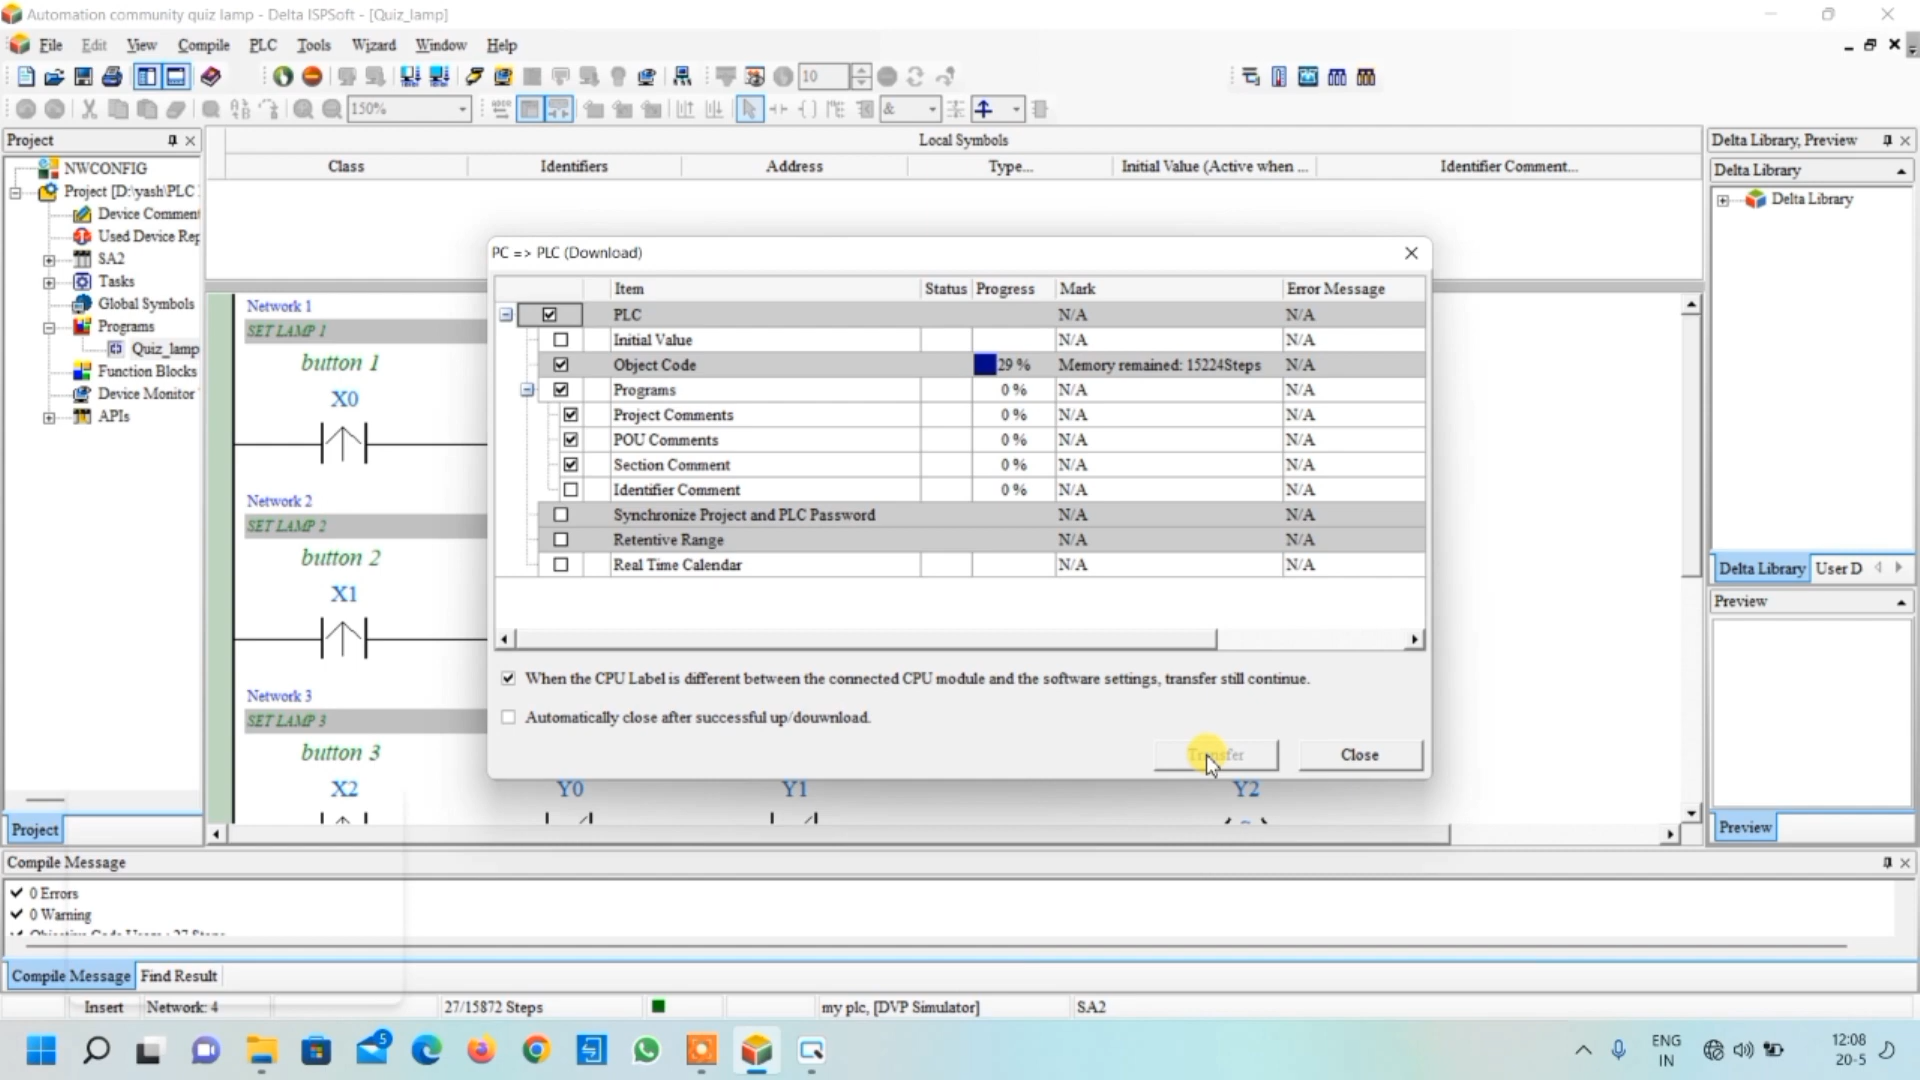 Automation community quiz lamp - Delta ISPSoft - [Quiz_lamp]
File Edit View Compile PLC Tools Wizard Window Help
10
150% &
Project
NWCONFIG
Project [D:\yash\PLC
Device Comment
Used Device Rep
SA2
Tasks
Global Symbols
Programs
Quiz_lamp
Function Blocks
Device Monitor
APIs
Project
Local Symbols
Class Identifiers Address Type... Initial Value (Active when ... Identifier Comment...
Network 1
SET LAMP 1
button 1
X0
Network 2
SET LAMP 2
button 2
X1
Network 3
SET LAMP 3
button 3
X2 Y0 Y1 Y2
PC => PLC (Download)
Item Status Progress Mark Error Message
PLC N/A N/A
Initial Value N/A N/A
Object Code 29 % Memory remained: 15224Steps N/A
Programs 0 % N/A N/A
Project Comments 0 % N/A N/A
POU Comments 0 % N/A N/A
Section Comment 0 % N/A N/A
Identifier Comment 0 % N/A N/A
Synchronize Project and PLC Password N/A N/A
Retentive Range N/A N/A
Real Time Calendar N/A N/A
When the CPU Label is different between the connected CPU module and the software settings, transfer still continue.
Automatically close after successful up/douwnload.
Transfer Close
Delta Library, Preview
Delta Library
Delta Library
Delta Library User D
Preview
Preview
Compile Message
0 Errors
0 Warning
Compile Message Find Result
Insert Network: 4 27/15872 Steps my plc, [DVP Simulator] SA2
5
ENG
IN
12:08
20-5